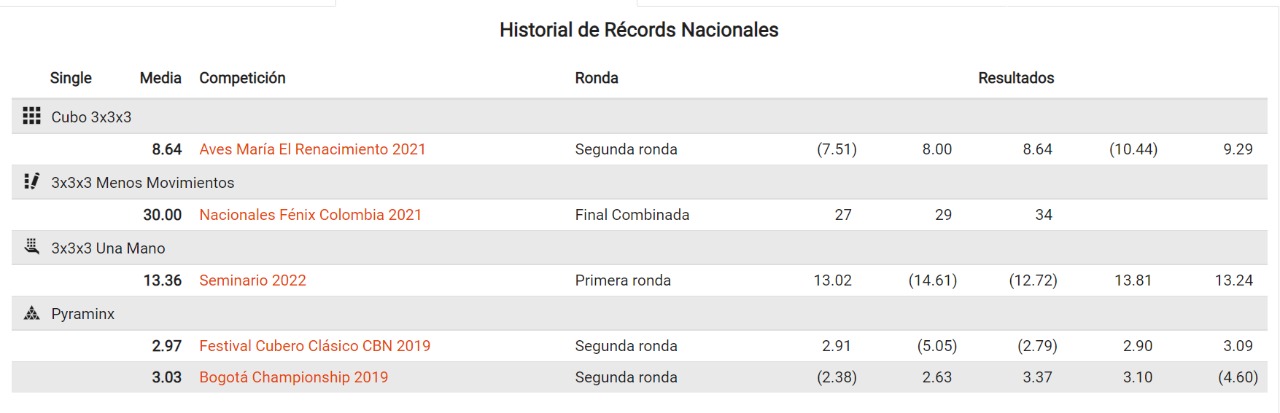 Historial de Récords Nacionales
Single Media Competición Ronda Resultados
Cubo 3x3x3
8.64 Aves María El Renacimiento 2021 Segunda ronda (7.51) 8.00 8.64 (10.44) 9.29
3x3x3 Menos Movimientos
30.00 Nacionales Fénix Colombia 2021 Final Combinada 27 29 34
3x3x3 Una Mano
13.36 Seminario 2022 Primera ronda 13.02 (14.61) (12.72) 13.81 13.24
Pyraminx
2.97 Festival Cubero Clásico CBN 2019 Segunda ronda 2.91 (5.05) (2.79) 2.90 3.09
3.03 Bogotá Championship 2019 Segunda ronda (2.38) 2.63 3.37 3.10 (4.60)